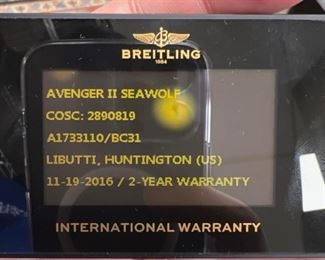 BREITLING
1884
AVENGER II SEAWOLF
COSC: 2890819
A1733110/BC31
LIBUTTI, HUNTINGTON (US)
11-19-2016 / 2-YEAR WARRANTY
INTERNATIONAL WARRANTY